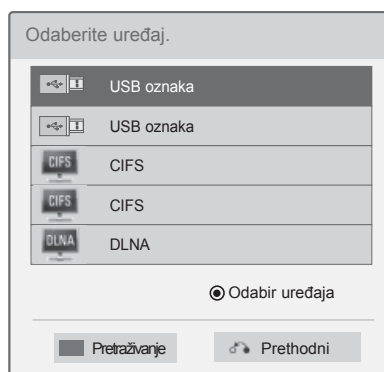 Odaberite uređaj.
USB oznaka
USB oznaka
CIFS CIFS
CIFS CIFS
DLNA DLNA
Odabir uređaja
Pretraživanje Prethodni